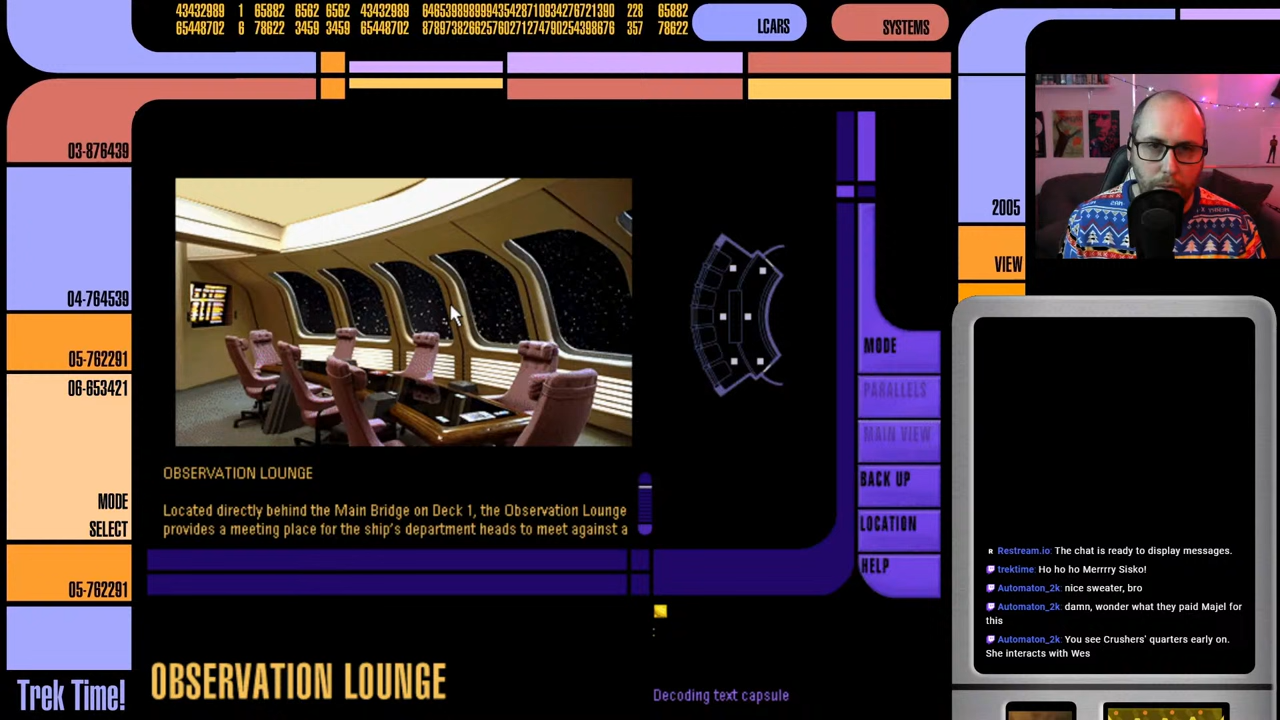 43432989 1 65882 6562 6562 43432989 646539898999435428710934276721390 228 65882
65448702 6 78622 3459 3459 65448702 87897382662576027127479025439876 357 78622
LCARS
SYSTEMS
03-876439
04-764539
05-762291
06-653421
MODE
SELECT
05-762291
Trek Time!
2005
VIEW
OBSERVATION LOUNGE
Located directly behind the Main Bridge on Deck 1, the Observation Lounge
provides a meeting place for the ship's department heads to meet against a
MODE
PARALLELS
MAIN VIEW
BACK UP
LOCATION
HELP
OBSERVATION LOUNGE
Decoding text capsule
R Restream.io: The chat is ready to display messages.
trektime: Ho ho ho Merrrry Sisko!
Automaton_2k: nice sweater, bro
Automaton_2k: damn, wonder what they paid Majel for
this
Automaton_2k: You see Crushers' quarters early on.
She interacts with Wes